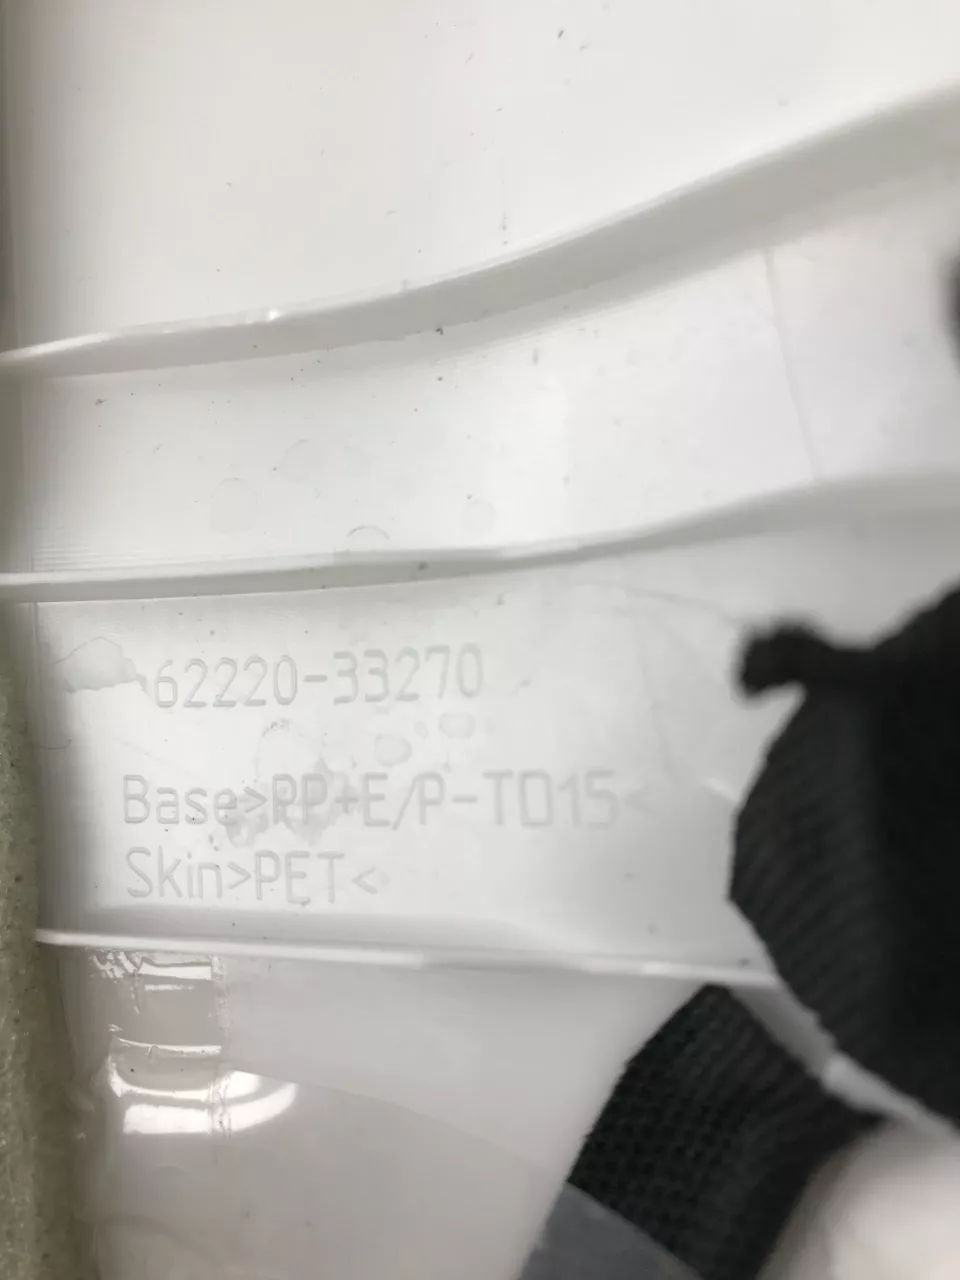 62220-33270
Base>PP+E/P-TD15<
Skin>PET<